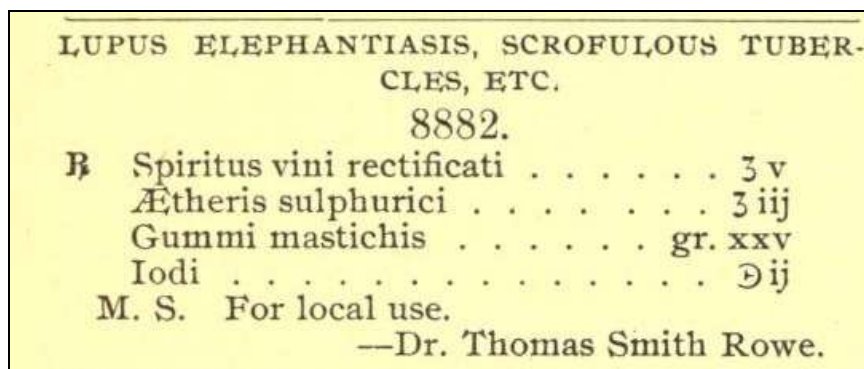 LUPUS ELEPHANTIASIS, SCROFULOUS TUBER-
CLES, ETC.
8882.
℞ Spiritus vini rectificati . . . . . . ʒ v
Ætheris sulphurici . . . . . . . . ʒ iij
Gummi mastichis . . . . . . gr. xxv
Iodi . . . . . . . . . . . . . . ℈ ij
M. S. For local use.
—Dr. Thomas Smith Rowe.